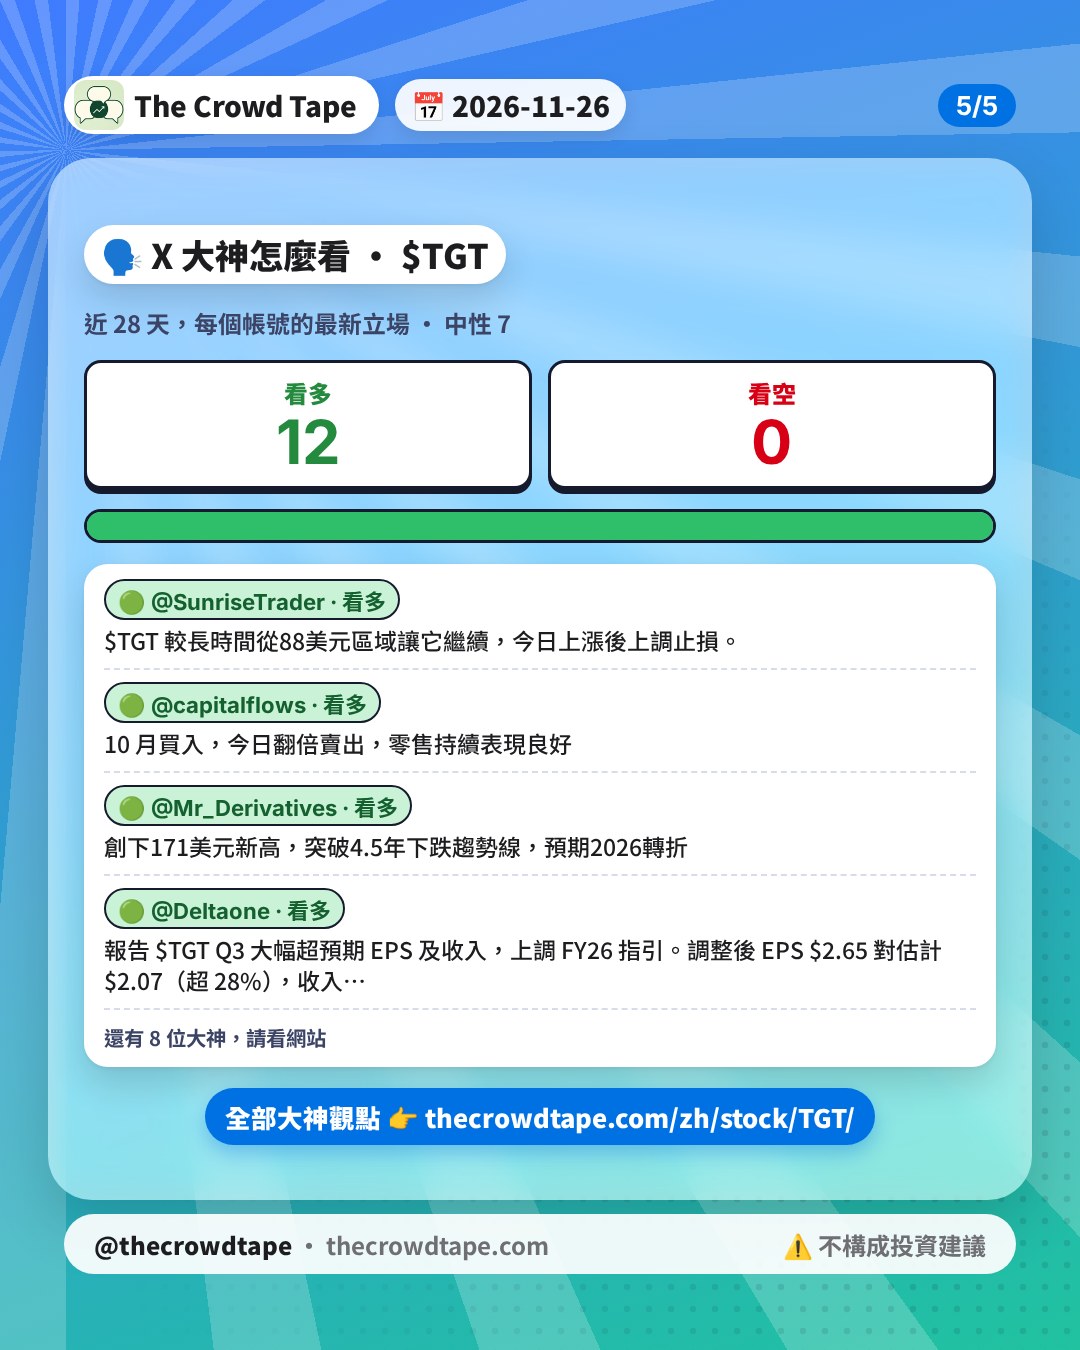 The Crowd Tape
2026-11-26
5/5
X 大神怎麼看 · $TGT
近 28 天，每個帳號的最新立場 · 中性 7
看多
12
看空
0
@SunriseTrader · 看多
$TGT 較長時間從88美元區域讓它繼續，今日上漲後上調止損。
@capitalflows · 看多
10 月買入，今日翻倍賣出，零售持續表現良好
@Mr_Derivatives · 看多
創下171美元新高，突破4.5年下跌趨勢線，預期2026轉折
@Deltaone · 看多
報告 $TGT Q3 大幅超預期 EPS 及收入，上調 FY26 指引。調整後 EPS $2.65 對估計
$2.07（超 28%），收入…
還有 8 位大神，請看網站
全部大神觀點 👉 thecrowdtape.com/zh/stock/TGT/
@thecrowdtape · thecrowdtape.com
⚠️ 不構成投資建議